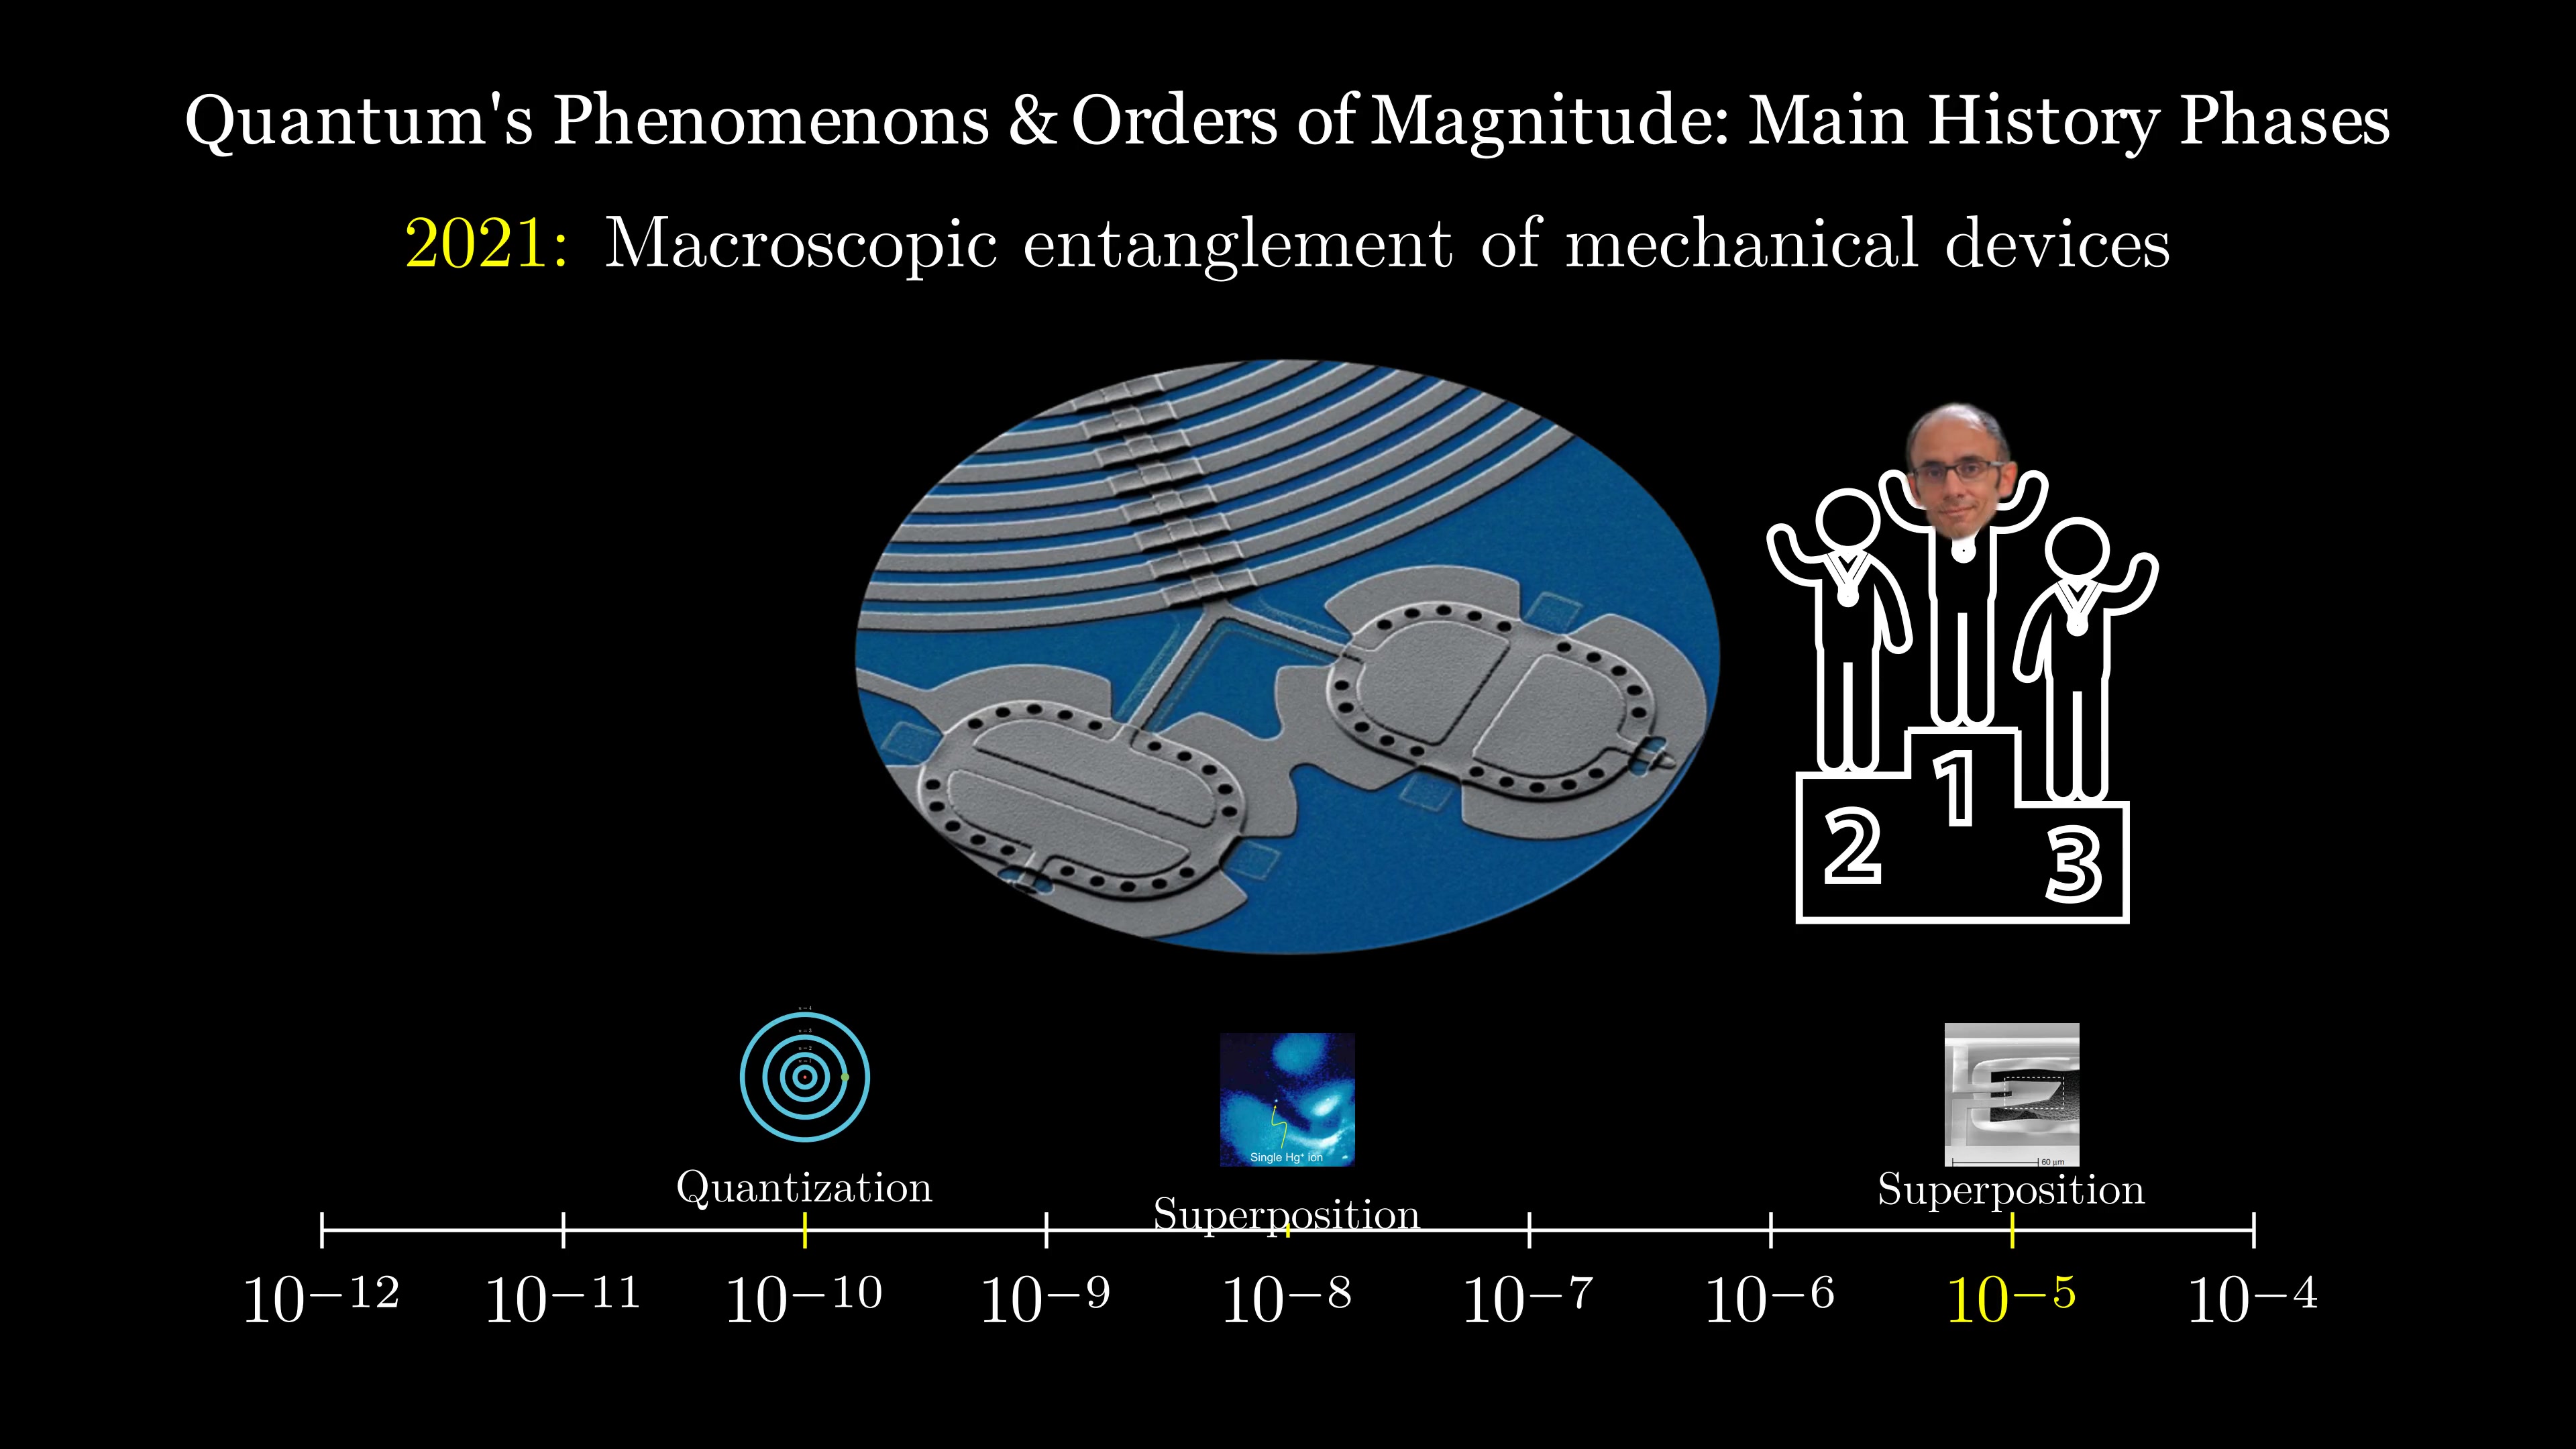 Quantum's Phenomenons & Orders of Magnitude: Main History Phases
2021: Macroscopic entanglement of mechanical devices
1
2
3
Single Hg⁺ ion
60 μm
Quantization
Superposition
Superposition
10⁻¹² 10⁻¹¹ 10⁻¹⁰ 10⁻⁹ 10⁻⁸ 10⁻⁷ 10⁻⁶ 10⁻⁵ 10⁻⁴